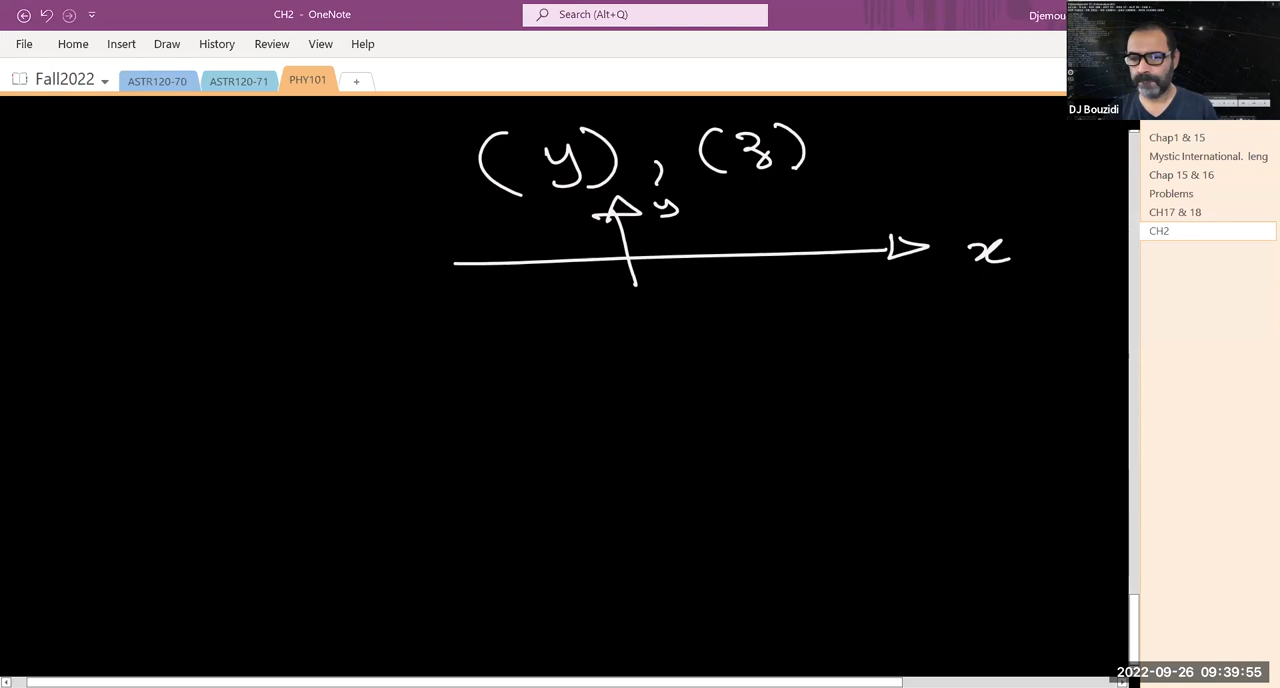 CH2 - OneNote
Search (Alt+Q)
Djemou
File Home Insert Draw History Review View Help
Fall2022 ASTR120-70 ASTR120-71 PHY101 +
DJ Bouzidi
(y), (z)
y
x
Chap1 & 15
Mystic International. leng
Chap 15 & 16
Problems
CH17 & 18
CH2
2022-09-26 09:39:55